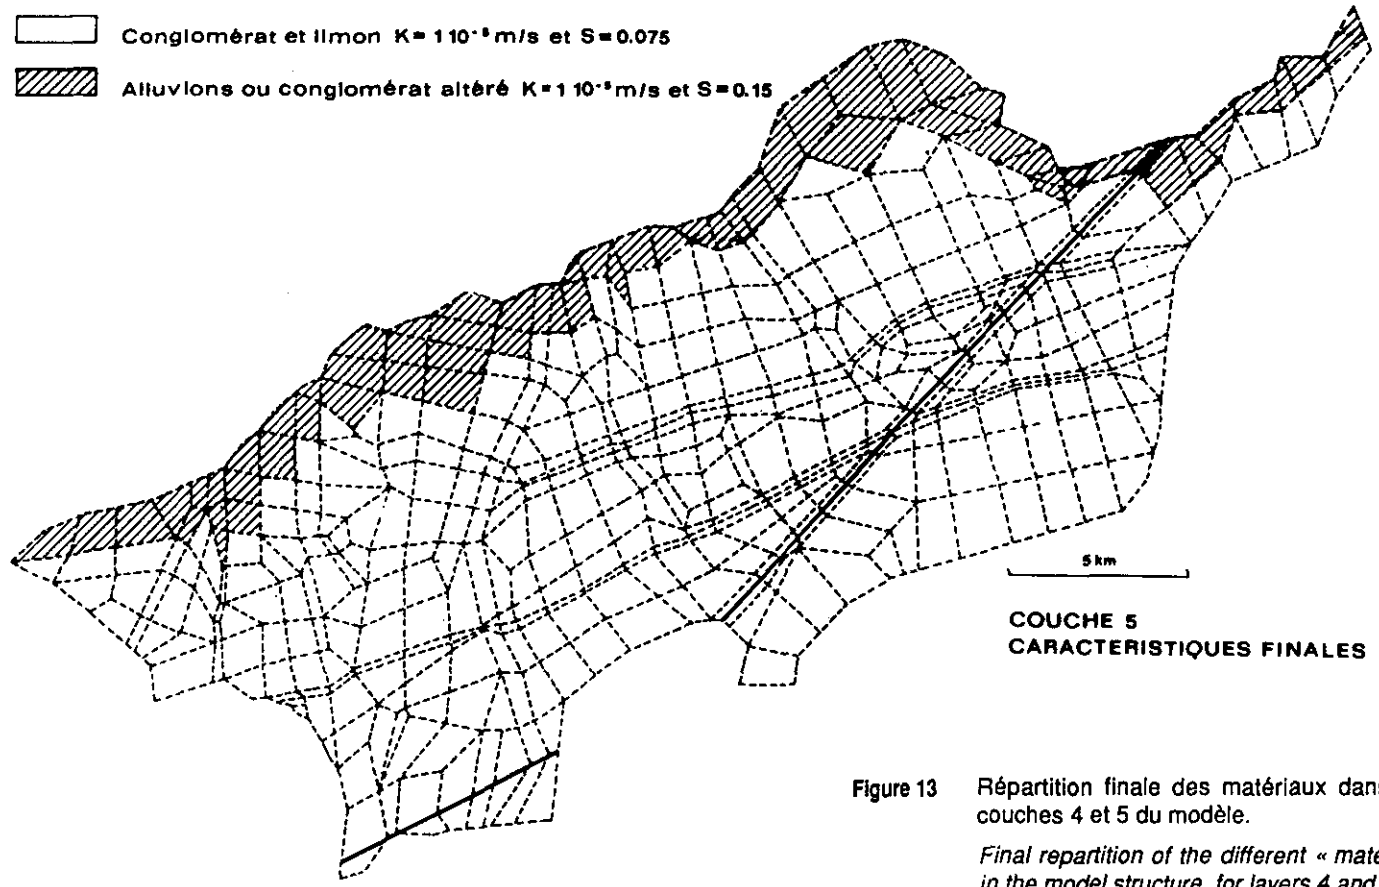 Conglomérat et limon K= 1 10⁻⁸ m/s et S=0.075
Alluvions ou conglomérat altéré K=1 10⁻⁵ m/s et S=0.15
5 km
COUCHE 5
CARACTERISTIQUES FINALES
Figure 13 Répartition finale des matériaux dans
couches 4 et 5 du modèle.
Final repartition of the different « maté
in the model structure, for layers 4 and